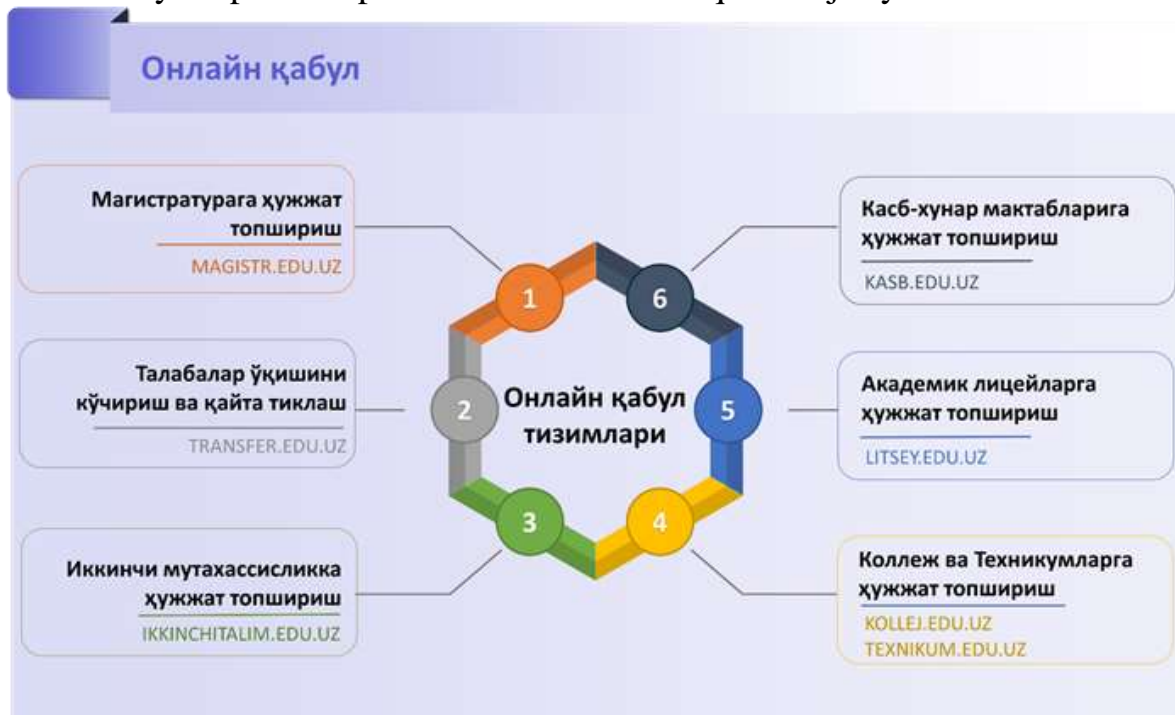 Онлайн қабул
Магистратурага ҳужжат
топшириш
MAGISTR.EDU.UZ
1
Талабалар ўқишини
кўчириш ва қайта тиклаш
TRANSFER.EDU.UZ
2
Иккинчи мутахассисликка
ҳужжат топшириш
IKKINCHITALIM.EDU.UZ
3
Онлайн қабул
тизимлари
6
Касб-хунар мактабларига
ҳужжат топшириш
KASB.EDU.UZ
5
Академик лицейларга
ҳужжат топшириш
LITSEY.EDU.UZ
4
Коллеж ва Техникумларга
ҳужжат топшириш
KOLLEJ.EDU.UZ
TEXNIKUM.EDU.UZ